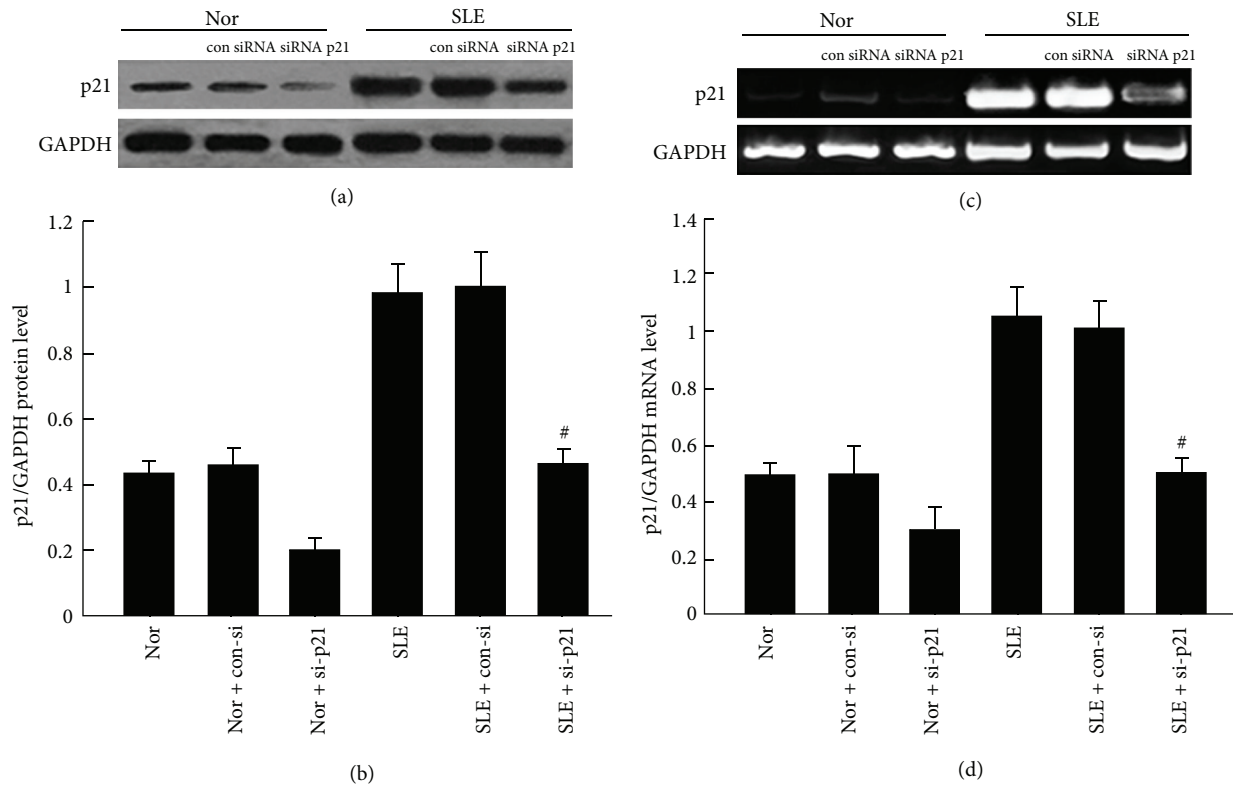 Nor SLE
con siRNA siRNA p21 con siRNA siRNA p21
p21
GAPDH
(a)
1.2
1
0.8
0.6
0.4
0.2
0
p21/GAPDH protein level
#
Nor
Nor + con-si
Nor + si-p21
SLE
SLE + con-si
SLE + si-p21
(b)
Nor SLE
con siRNA siRNA p21 con siRNA siRNA p21
p21
GAPDH
(c)
1.4
1.2
1
0.8
0.6
0.4
0.2
0
p21/GAPDH mRNA level
#
Nor
Nor + con-si
Nor + si-p21
SLE
SLE + con-si
SLE + si-p21
(d)